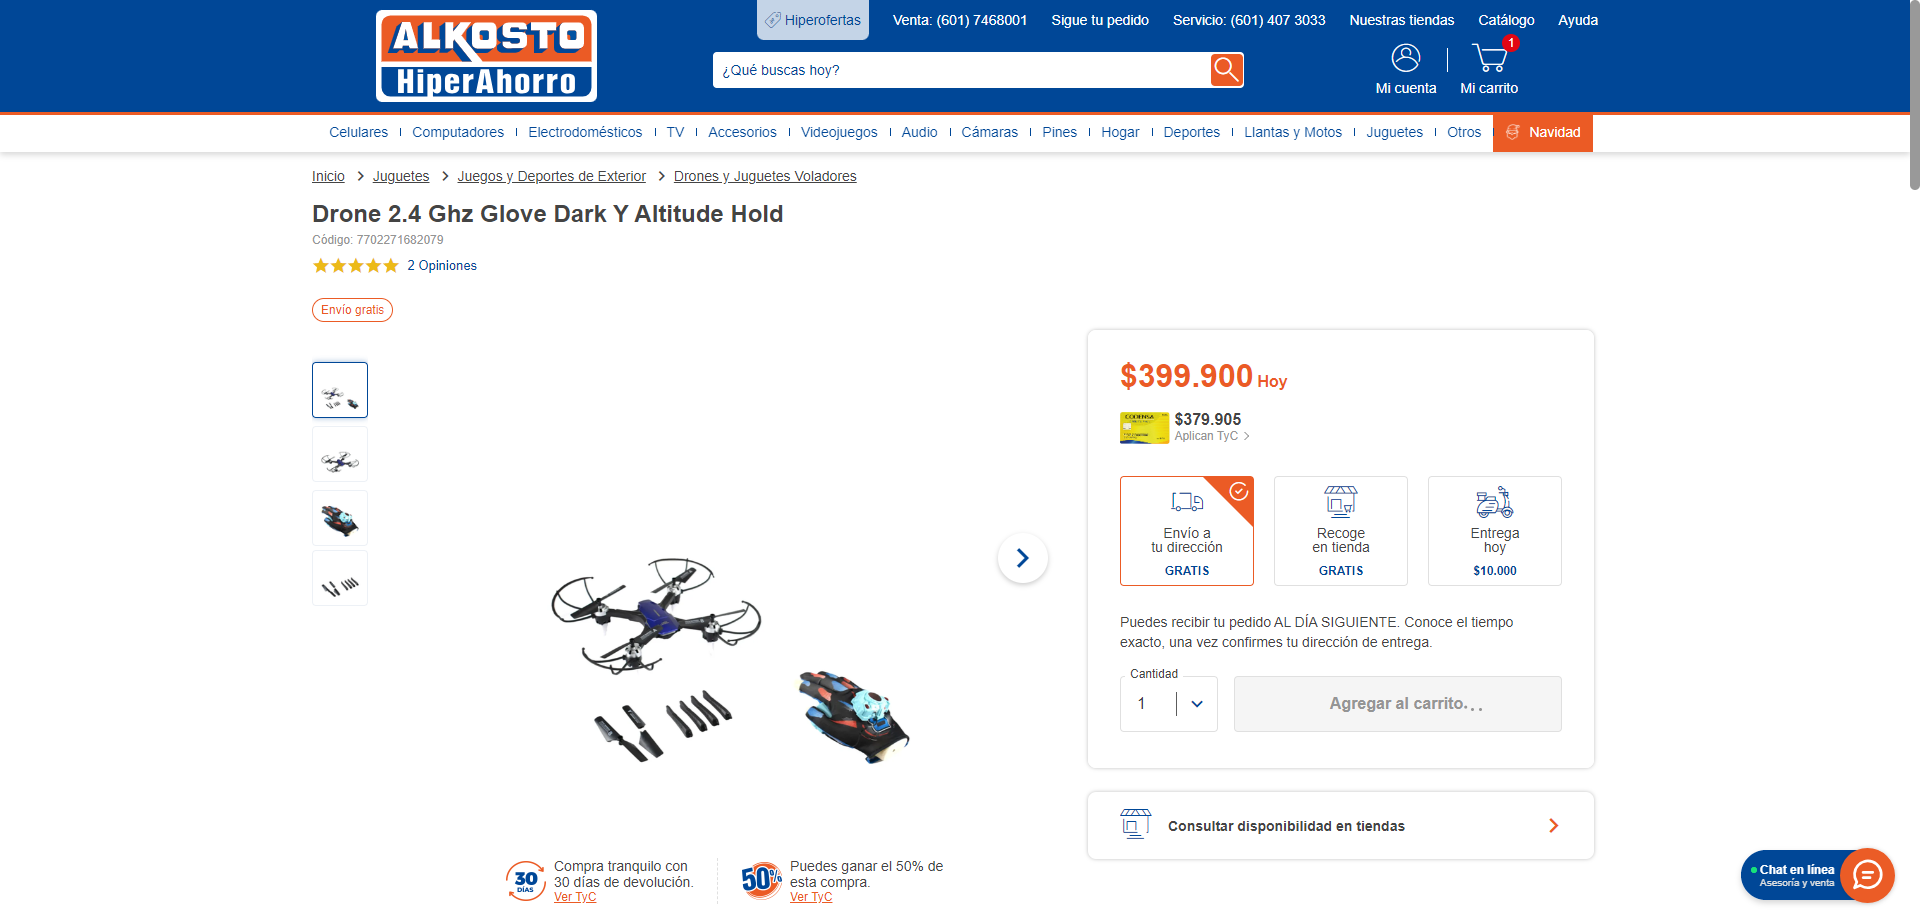 ALKOSTO
HiperAhorro
Hiperofertas
Venta: (601) 7468001
Sigue tu pedido
Servicio: (601) 407 3033
Nuestras tiendas
Catálogo
Ayuda
¿Qué buscas hoy?
Mi cuenta
1
Mi carrito
Celulares
Computadores
Electrodomésticos
TV
Accesorios
Videojuegos
Audio
Cámaras
Pines
Hogar
Deportes
Llantas y Motos
Juguetes
Otros
Navidad
Inicio
Juguetes
Juegos y Deportes de Exterior
Drones y Juguetes Voladores
Drone 2.4 Ghz Glove Dark Y Altitude Hold
Código: 7702271682079
2 Opiniones
Envío gratis
$399.900 Hoy
CODENSA
$379.905
Aplican TyC
Envío a
tu dirección
GRATIS
Recoge
en tienda
GRATIS
Entrega
hoy
$10.000
Puedes recibir tu pedido AL DÍA SIGUIENTE. Conoce el tiempo
exacto, una vez confirmes tu dirección de entrega.
Cantidad
1
Agregar al carrito...
Consultar disponibilidad en tiendas
30
DÍAS
Compra tranquilo con
30 días de devolución.
Ver TyC
50%
Puedes ganar el 50% de
esta compra.
Ver TyC
Chat en línea
Asesoría y venta